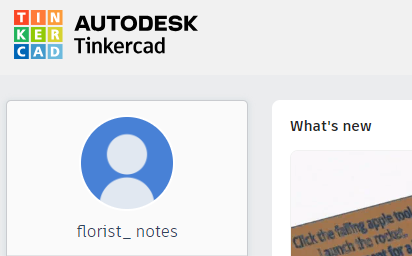 TIN
KER
CAD
AUTODESK
Tinkercad
What's new
florist_ notes
Click the falling apple tool
launch the rocket.